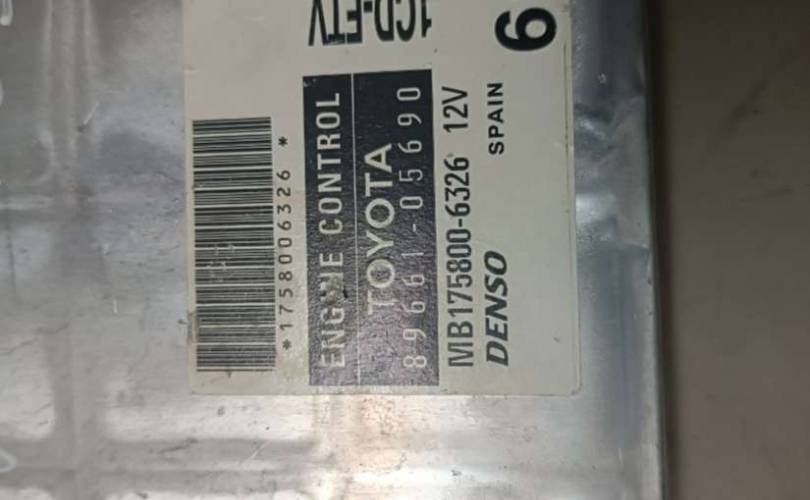 1CD-FTV
6
*1758006326*
ENGINE CONTROL
TOYOTA
89661-05690
MB175800-6326 12V
DENSO SPAIN